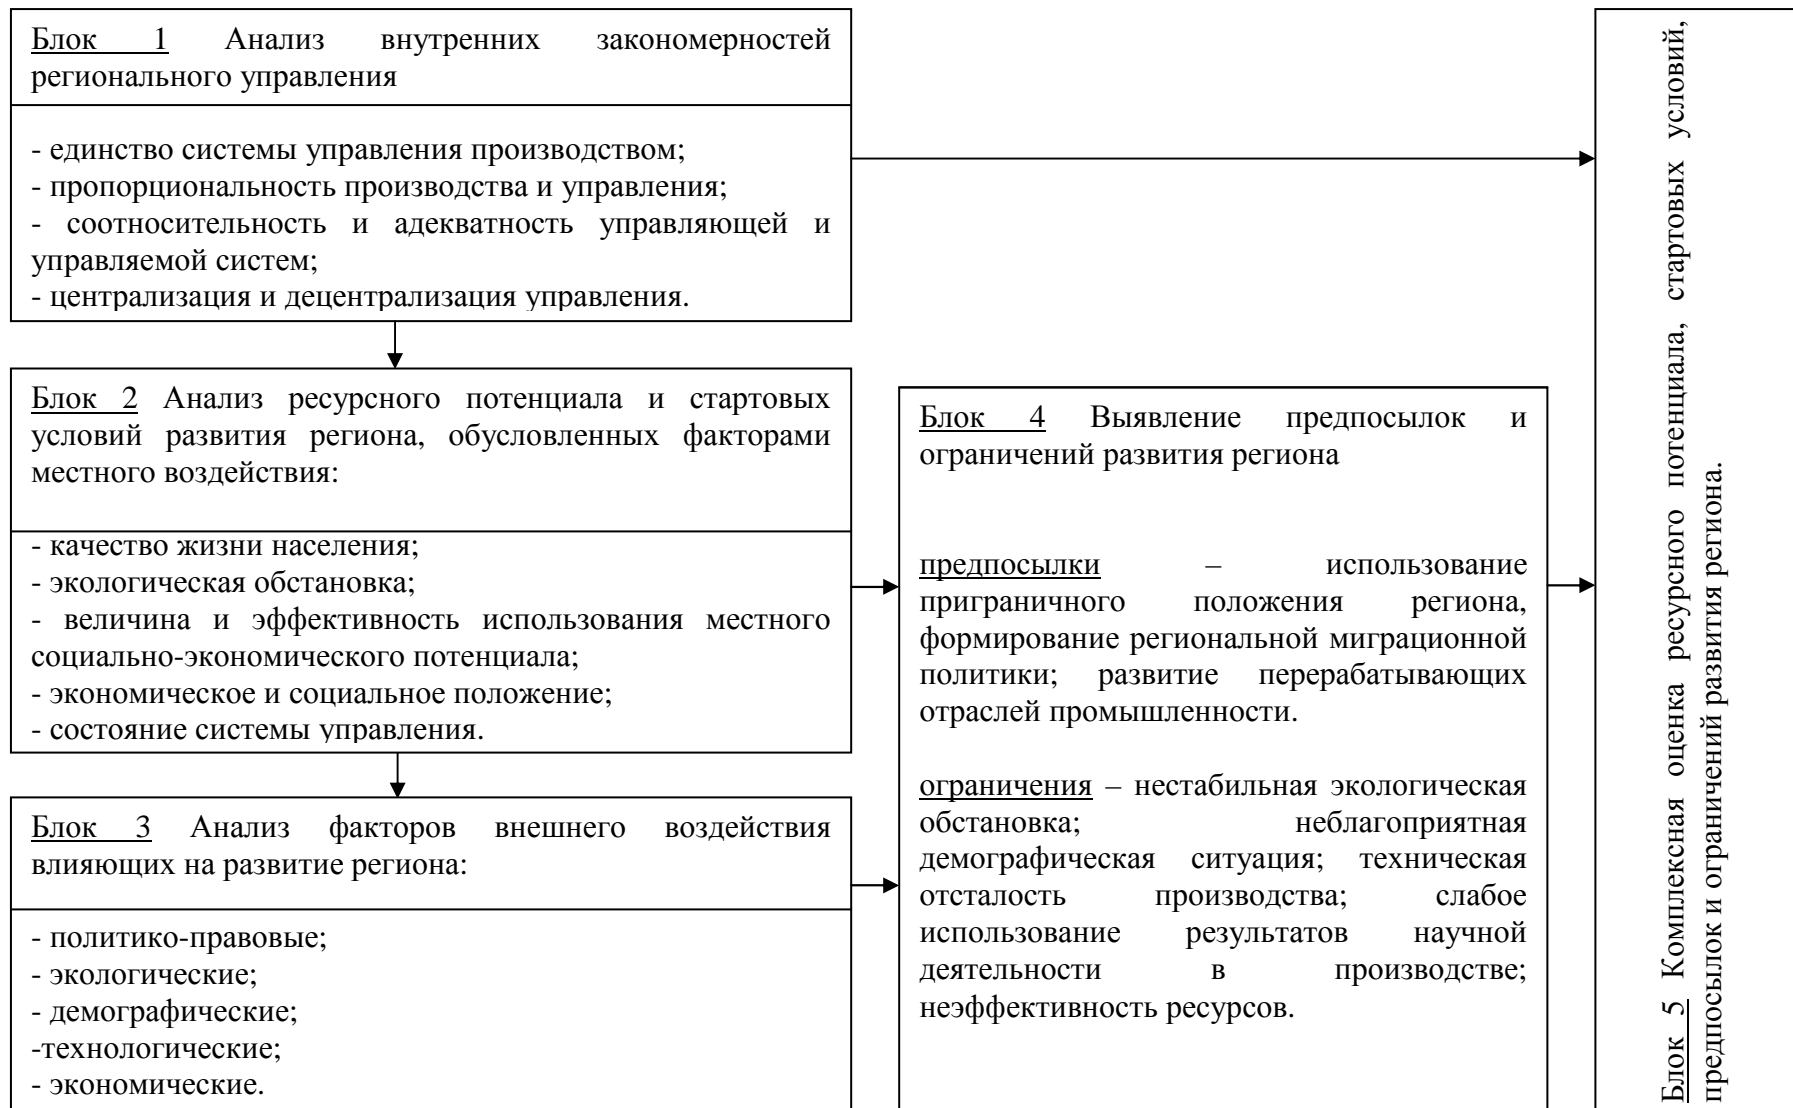 Блок 1 Анализ внутренних закономерностей
регионального управления
- единство системы управления производством;
- пропорциональность производства и управления;
- соотносительность и адекватность управляющей и
управляемой систем;
- централизация и децентрализация управления.
Блок 2 Анализ ресурсного потенциала и стартовых
условий развития региона, обусловленных факторами
местного воздействия:
- качество жизни населения;
- экологическая обстановка;
- величина и эффективность использования местного
социально-экономического потенциала;
- экономическое и социальное положение;
- состояние системы управления.
Блок 3 Анализ факторов внешнего воздействия
влияющих на развитие региона:
- политико-правовые;
- экологические;
- демографические;
-технологические;
- экономические.
Блок 4 Выявление предпосылок и
ограничений развития региона
предпосылки – использование
приграничного положения региона,
формирование региональной миграционной
политики; развитие перерабатывающих
отраслей промышленности.
ограничения – нестабильная экологическая
обстановка; неблагоприятная
демографическая ситуация; техническая
отсталость производства; слабое
использование результатов научной
деятельности в производстве;
неэффективность ресурсов.
Блок 5 Комплексная оценка ресурсного потенциала, стартовых условий,
предпосылок и ограничений развития региона.